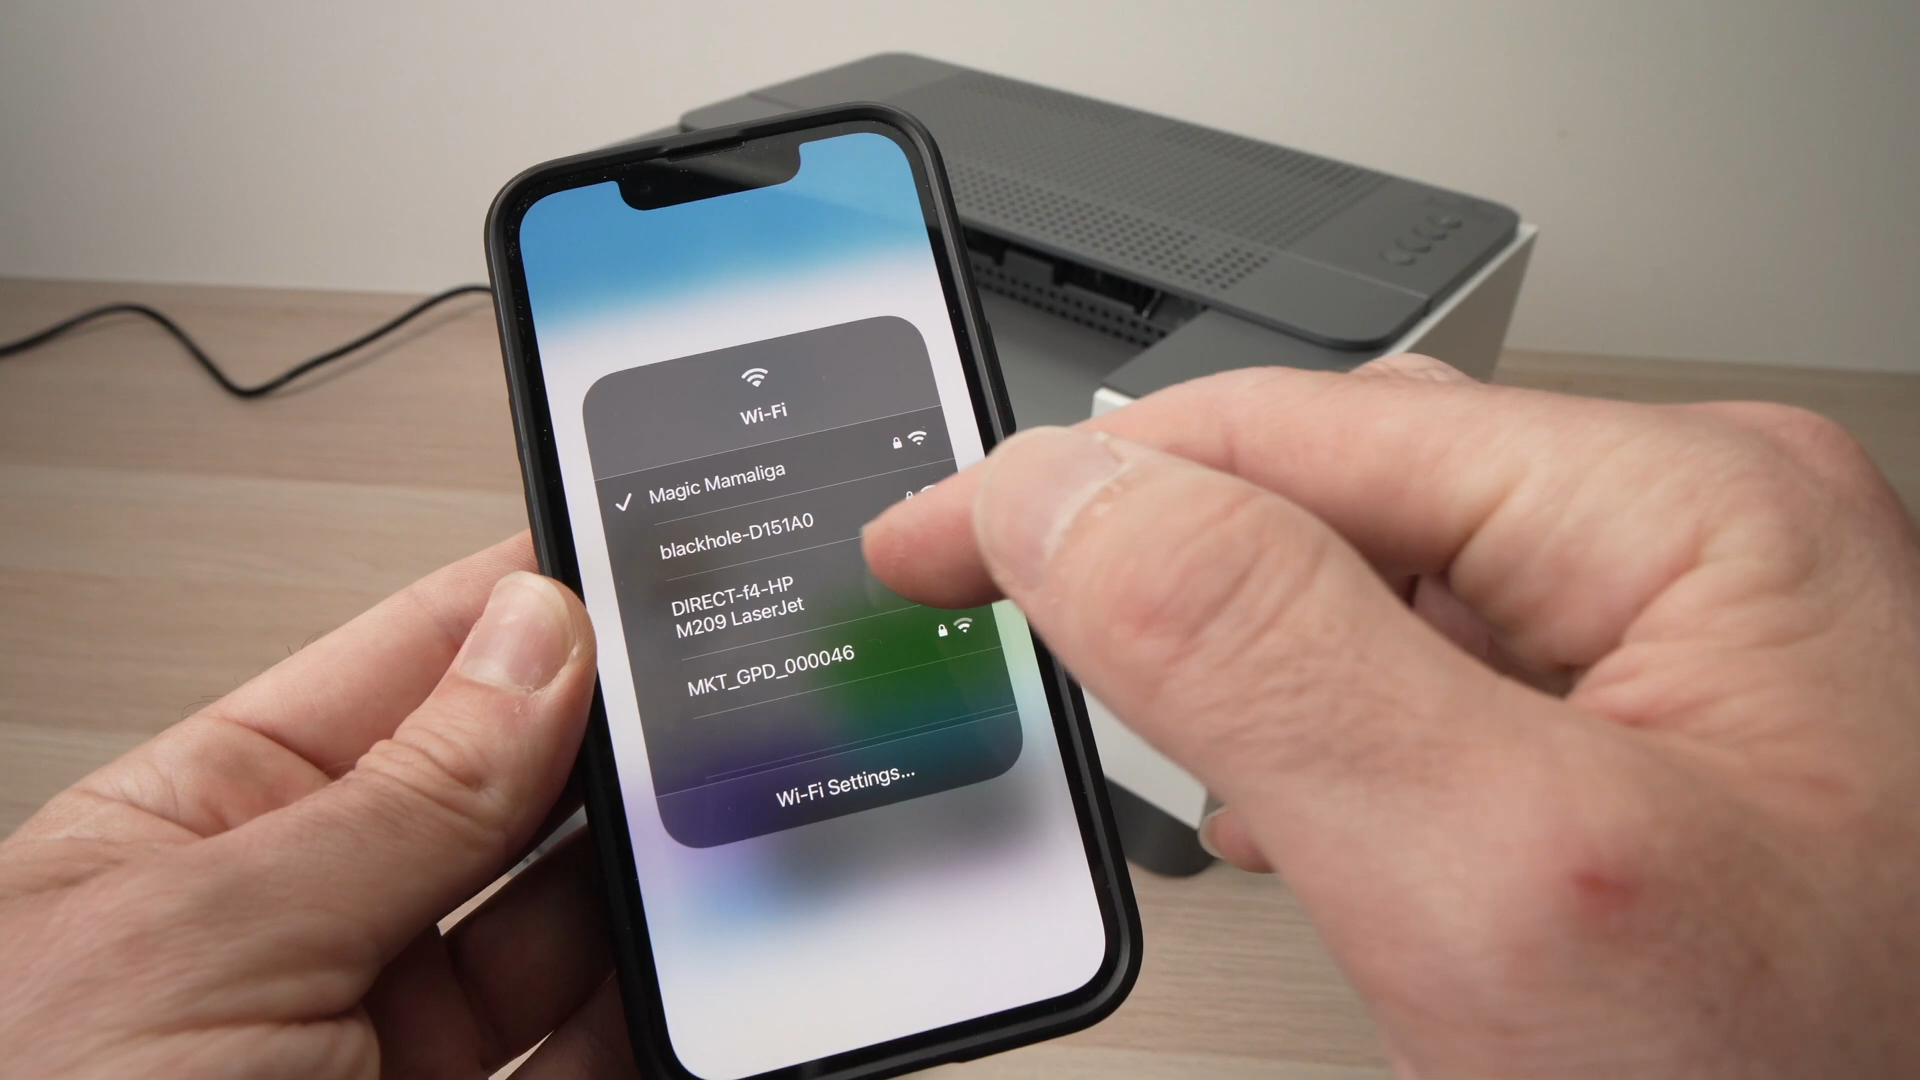 Wi-Fi
Magic Mamaliga
blackhole-D151A0
DIRECT-f4-HP
M209 LaserJet
MKT_GPD_000046
Wi-Fi Settings...